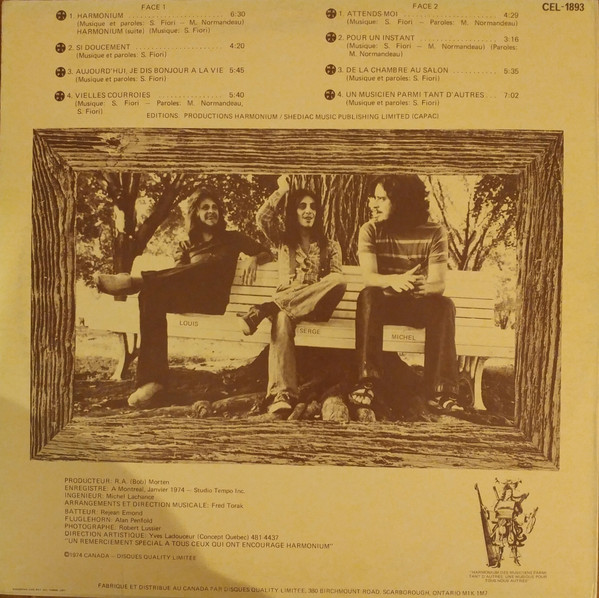 FACE 1
1. HARMONIUM 6:30
(Musique et paroles: S. Fiori – M. Normandeau)
HARMONIUM (suite) (Musique: S. Fiori)
2. SI DOUCEMENT 4:20
(Musique et paroles: S. Fiori)
3. AUJOURD'HUI, JE DIS BONJOUR A LA VIE 5:45
(Musique et paroles: S. Fiori)
4. VIELLES COURROIES 5:40
(Musique: S. Fiori – Paroles: M. Normandeau,
S. Fiori)
FACE 2
CEL-1893
1. ATTENDS-MOI 4:29
(Musique et paroles: S. Fiori – M. Normandeau)
2. POUR UN INSTANT 3:16
(Musique: S. Fiori – M. Normandeau) (Paroles:
M. Normandeau)
3. DE LA CHAMBRE AU SALON 5:35
(Musique et paroles: S. Fiori)
4. UN MUSICIEN PARMI TANT D'AUTRES 7:02
(Musique: S. Fiori – Paroles: M. Normandeau)
EDITIONS: PRODUCTIONS HARMONIUM / SHEDIAC MUSIC PUBLISHING LIMITED (CAPAC)
LOUIS
SERGE
MICHEL
PRODUCTEUR: R.A. (Bob) Morten
ENREGISTRE: A Montreal, Janvier 1974 – Studio Tempo Inc.
INGENIEUR: Michel Lachance
ARRANGEMENTS ET DIRECTION MUSICALE: Fred Torak
BATTEUR: Rejean Emond
FLUGLEHORN: Alan Penfold
PHOTOGRAPHE: Robert Lussier
DIRECTION ARTISTIQUE: Yves Ladouceur (Concept Quebec) 481-4437
"UN REMERCIEMENT SPECIAL A TOUS CEUX QUI ONT ENCOURAGE HARMONIUM"
©1974 CANADA – DISQUES QUALITY LIMITEE
FABRIQUE ET DISTRIBUE AU CANADA PAR DISQUES QUALITY LIMITEE, 380 BIRCHMOUNT ROAD, SCARBOROUGH, ONTARIO M1K 1M7